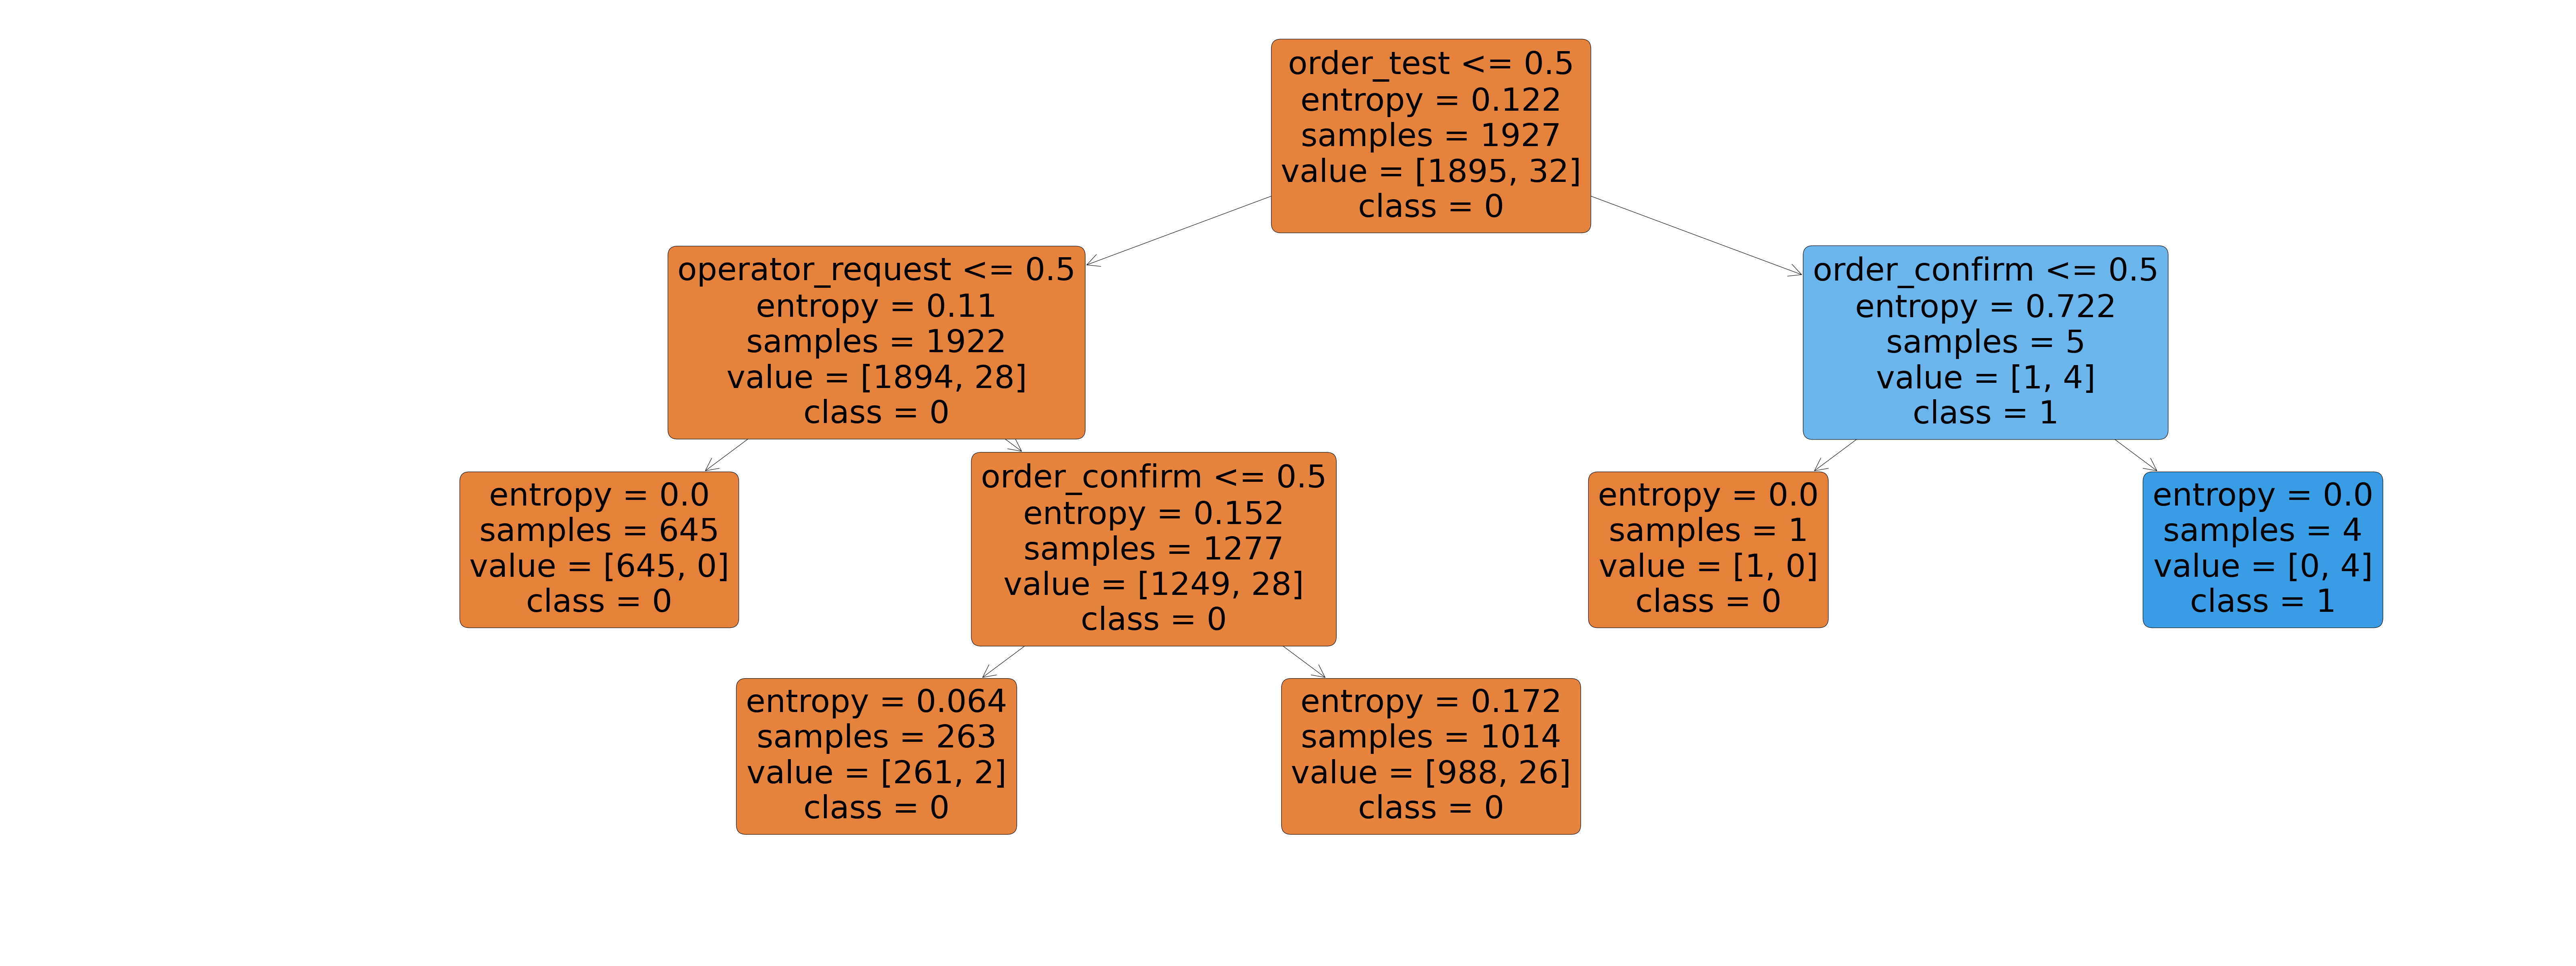 order_test <= 0.5
entropy = 0.122
samples = 1927
value = [1895, 32]
class = 0
operator_request <= 0.5
entropy = 0.11
samples = 1922
value = [1894, 28]
class = 0
order_confirm <= 0.5
entropy = 0.722
samples = 5
value = [1, 4]
class = 1
entropy = 0.0
samples = 645
value = [645, 0]
class = 0
order_confirm <= 0.5
entropy = 0.152
samples = 1277
value = [1249, 28]
class = 0
entropy = 0.0
samples = 1
value = [1, 0]
class = 0
entropy = 0.0
samples = 4
value = [0, 4]
class = 1
entropy = 0.064
samples = 263
value = [261, 2]
class = 0
entropy = 0.172
samples = 1014
value = [988, 26]
class = 0